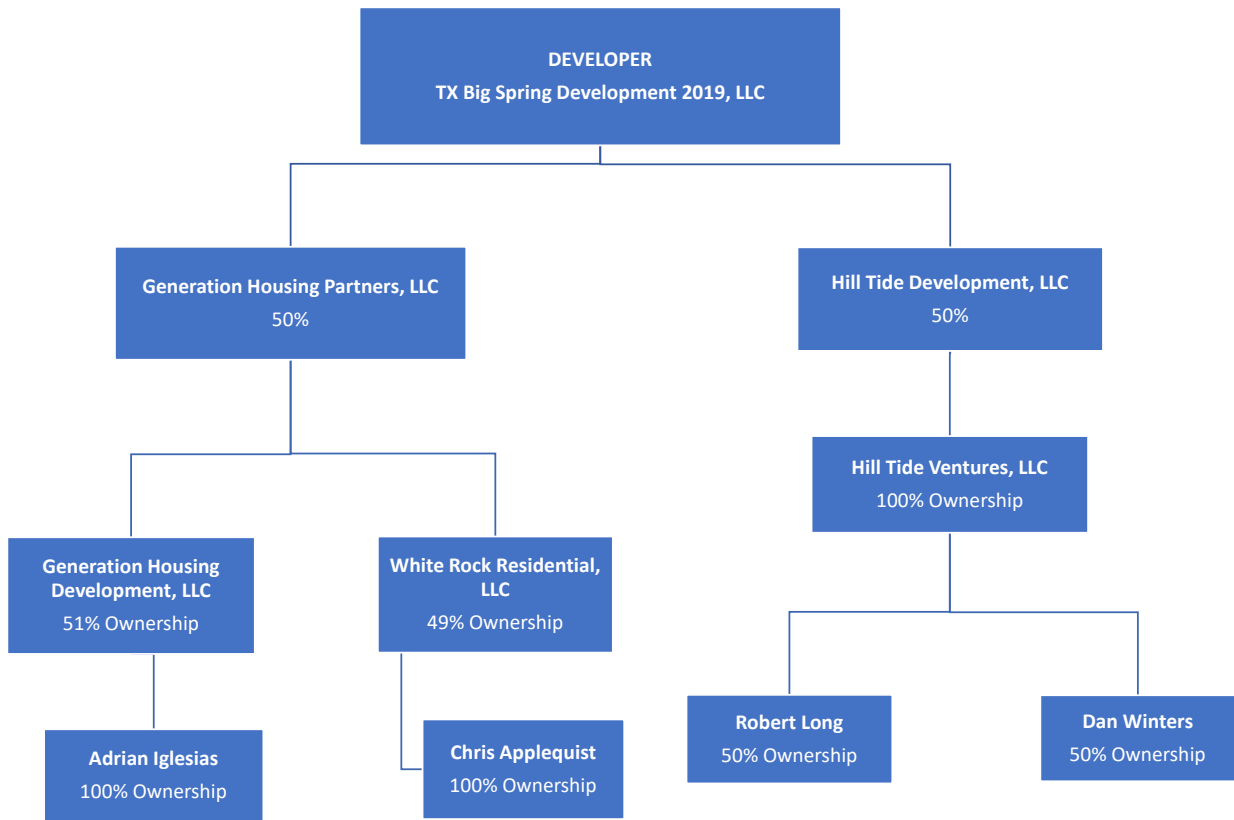 DEVELOPER
TX Big Spring Development 2019, LLC
Generation Housing Partners, LLC
50%
Hill Tide Development, LLC
50%
Hill Tide Ventures, LLC
100% Ownership
Generation Housing
Development, LLC
51% Ownership
White Rock Residential,
LLC
49% Ownership
Robert Long
50% Ownership
Dan Winters
50% Ownership
Adrian Iglesias
100% Ownership
Chris Applequist
100% Ownership